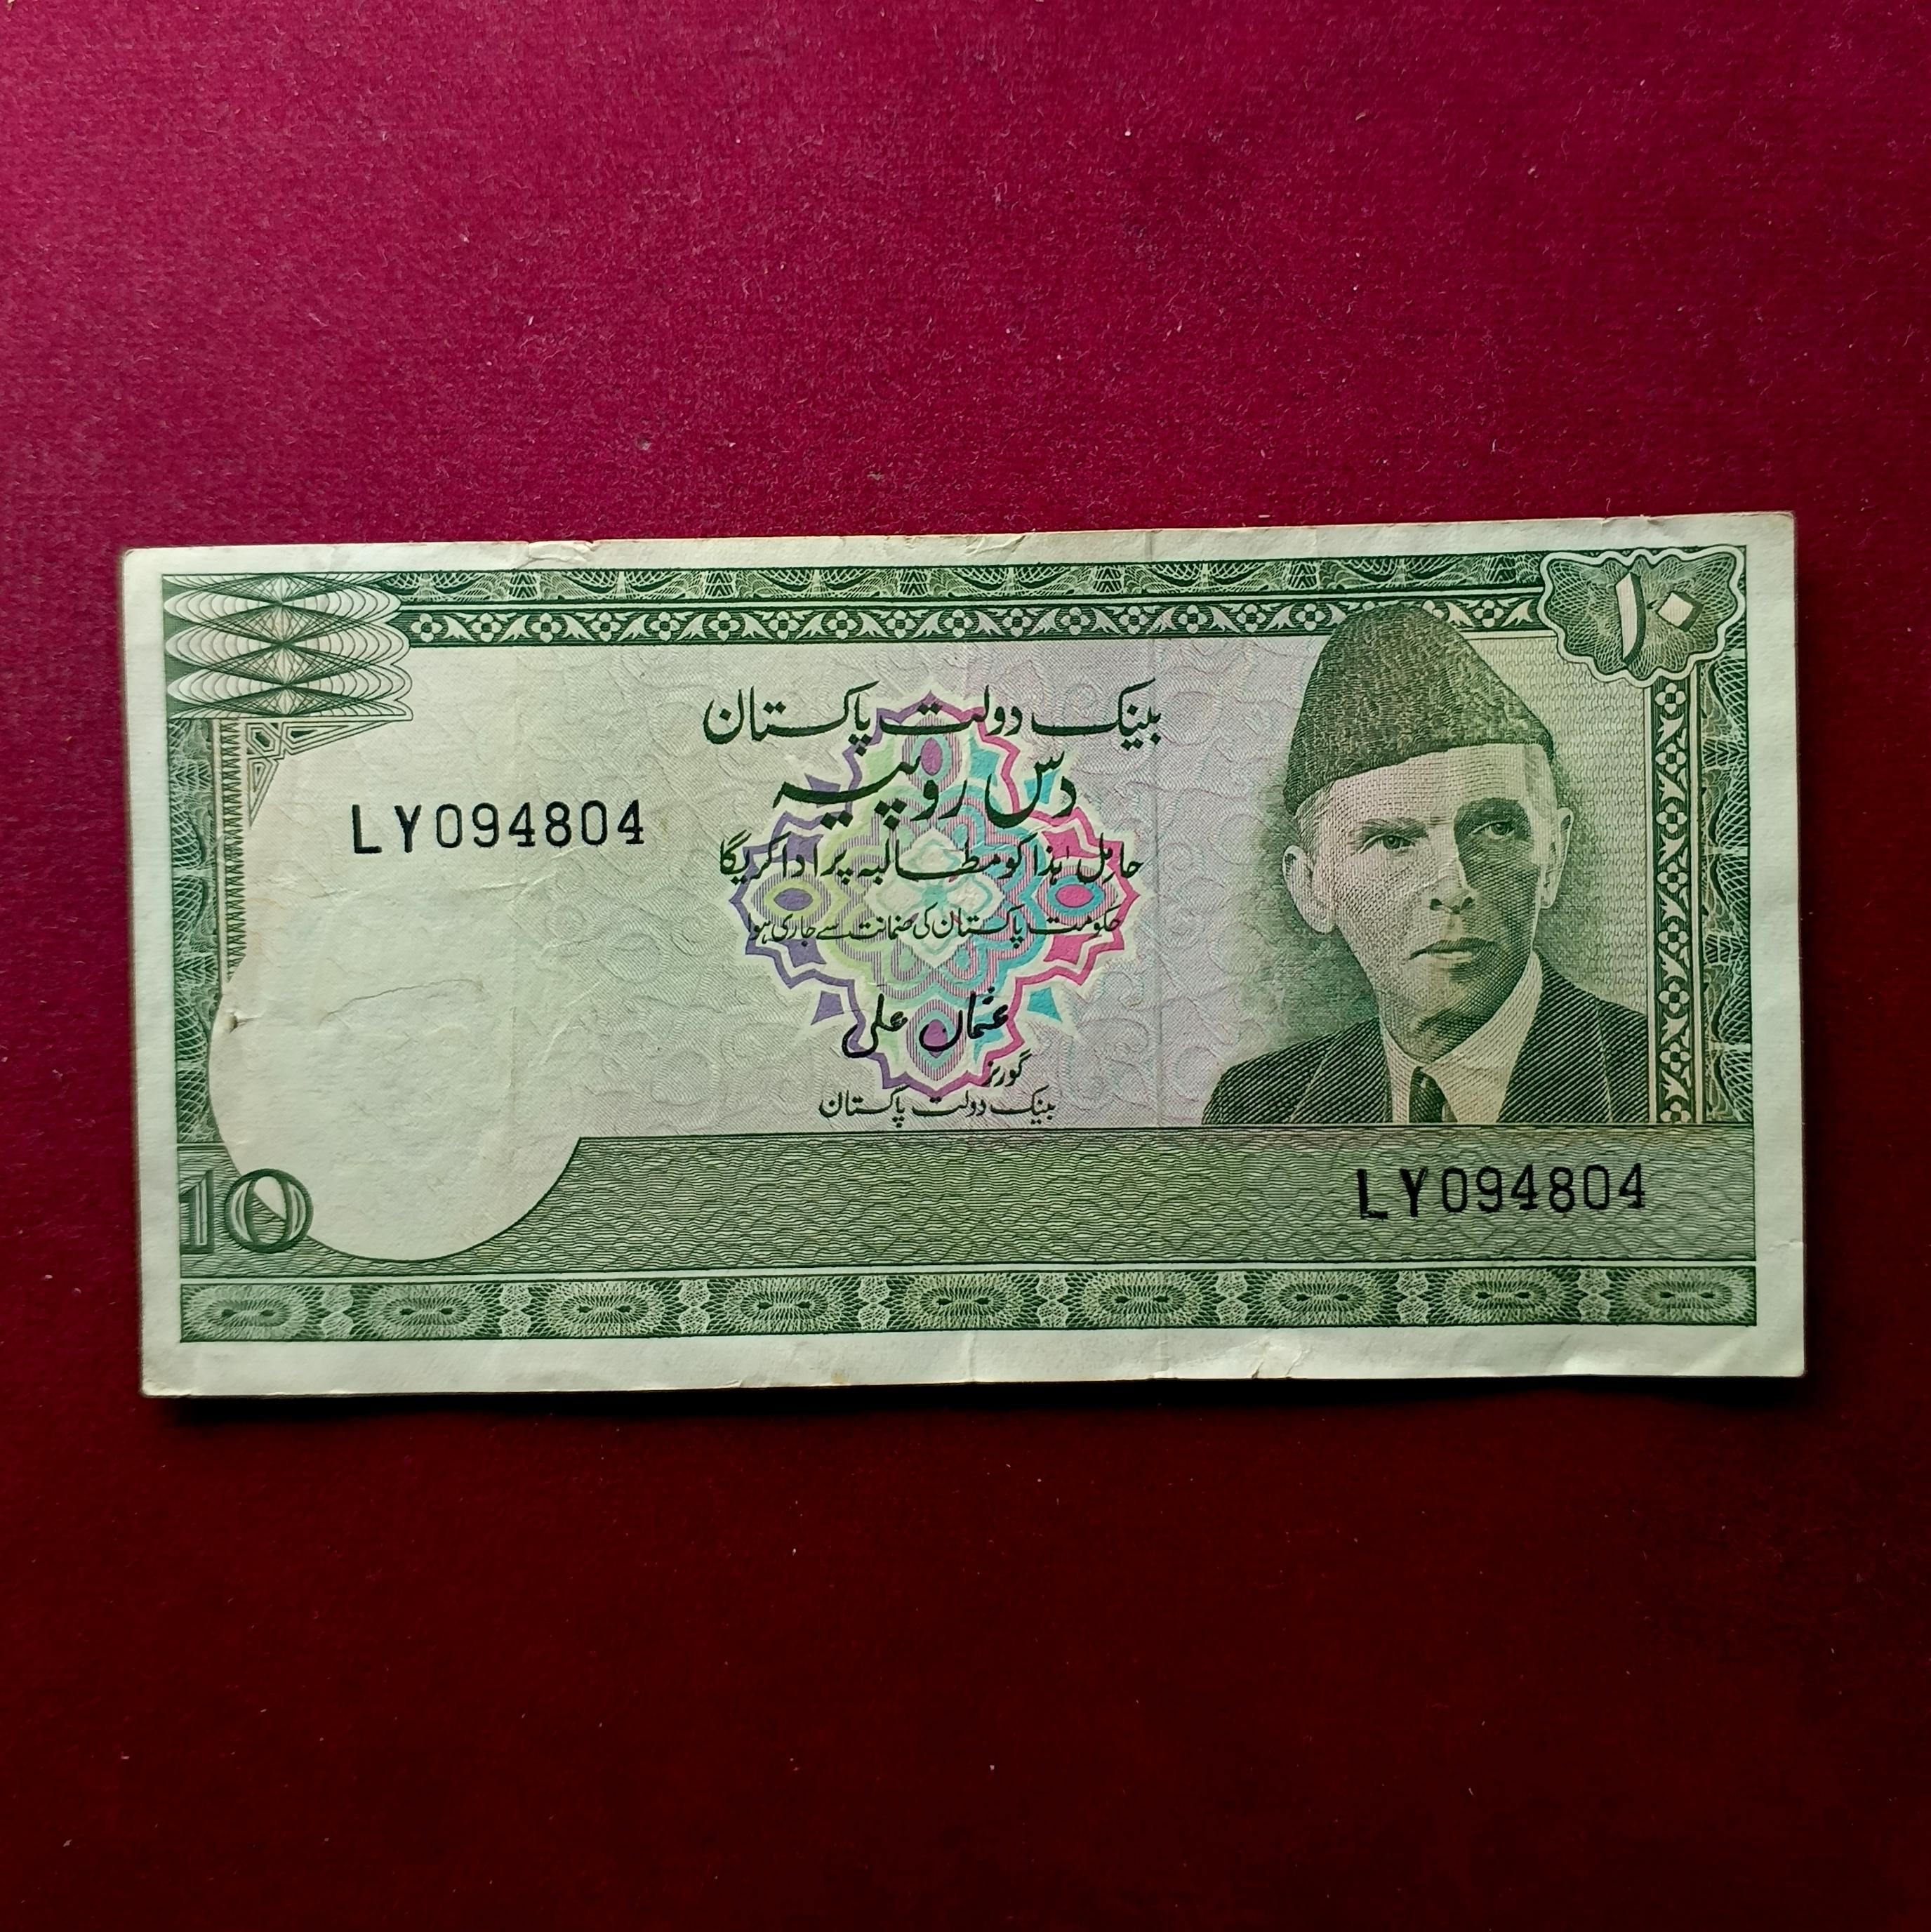 ۱۰
بینک دولت پاکستان
دس روپیہ
حامل ہذا کو مطالبہ پر ادا کریگا
حکومت پاکستان کی ضمانت سے جاری ہوا
LY094804
عثمان علی
گورنر
بینک دولت پاکستان
10
LY094804